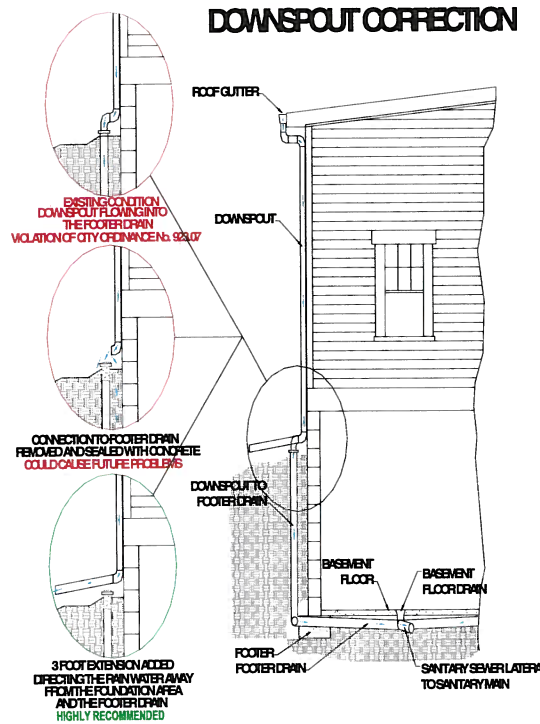 DOWNSPOUT CORRECTION
ROOF GUTTER
EXISTING CONDITION
DOWNSPOUT FLOWING INTO
THE FOOTER DRAIN
VIOLATION OF CITY ORDINANCE No. 923.07
DOWNSPOUT
CONNECTION TO FOOTER DRAIN
REMOVED AND SEALED WITH CONCRETE
COULD CAUSE FUTURE PROBLEMS
DOWNSPOUT TO
FOOTER DRAIN
BASEMENT
FLOOR
BASEMENT
FLOOR DRAIN
FOOTER
FOOTER DRAIN
SANITARY SEWER LATERA
TO SANITARY MAIN
3 FOOT EXTENSION ADDED
DIRECTING THE RAIN WATER AWAY
FROM THE FOUNDATION AREA
AND THE FOOTER DRAIN
HIGHLY RECOMMENDED